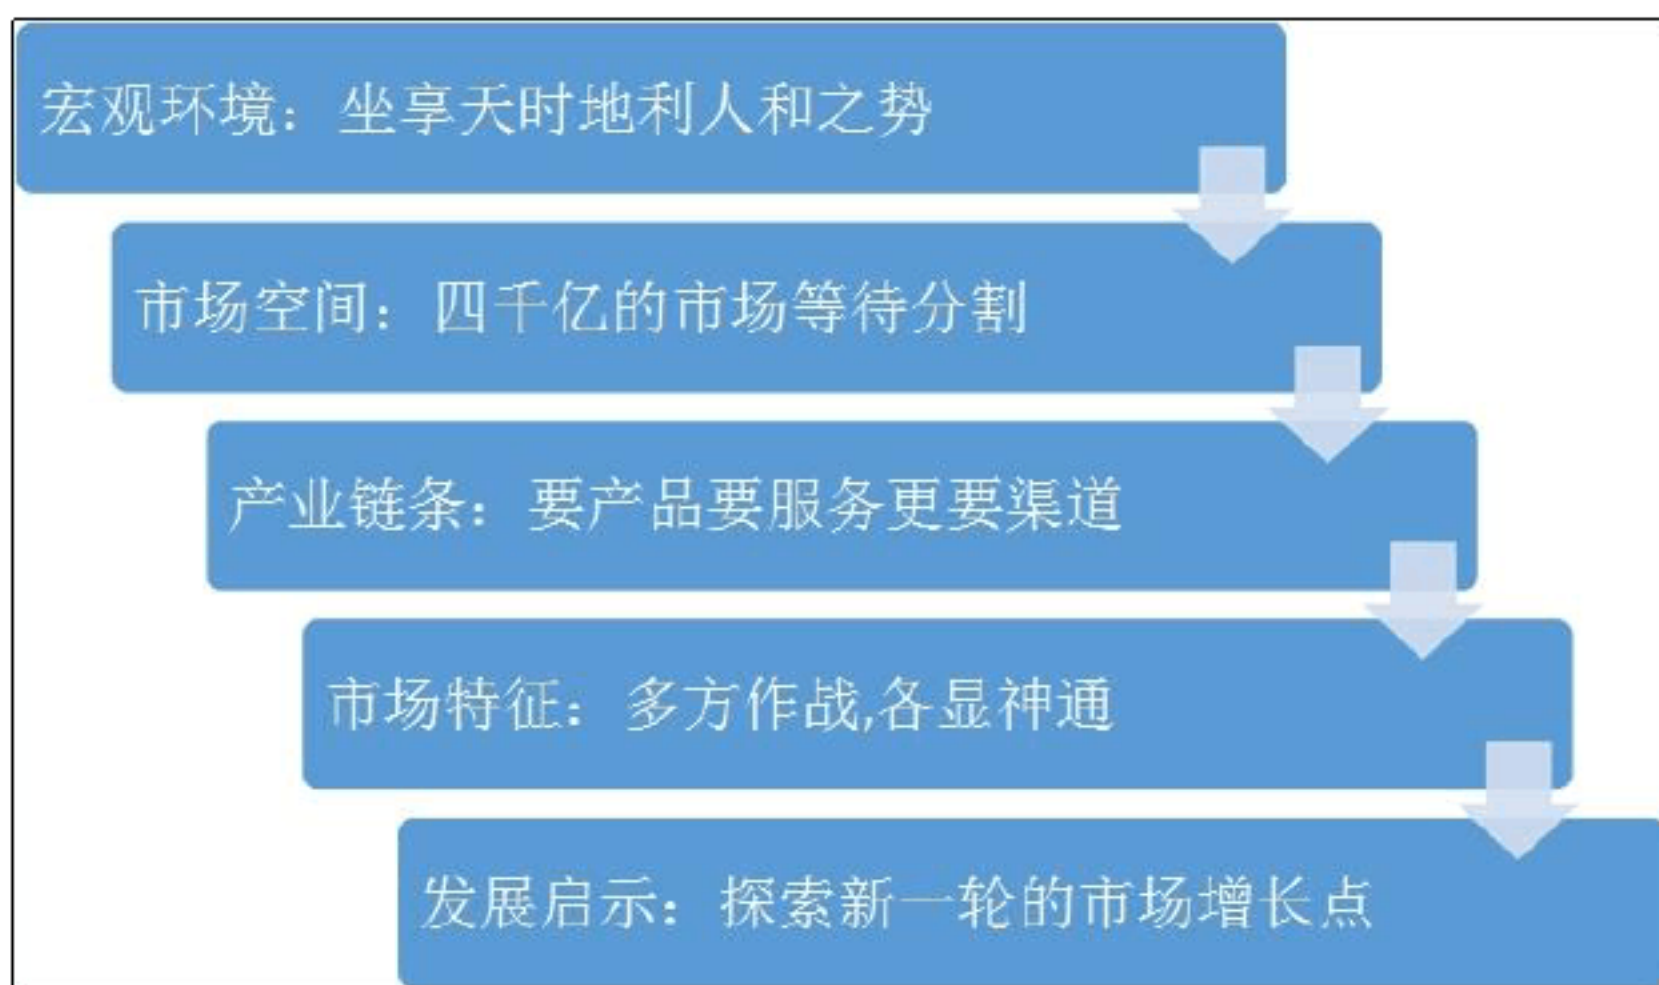 宏观环境：坐享天时地利人和之势
市场空间：四千亿的市场等待分割
产业链条：要产品要服务更要渠道
市场特征：多方作战,各显神通
发展启示：探索新一轮的市场增长点